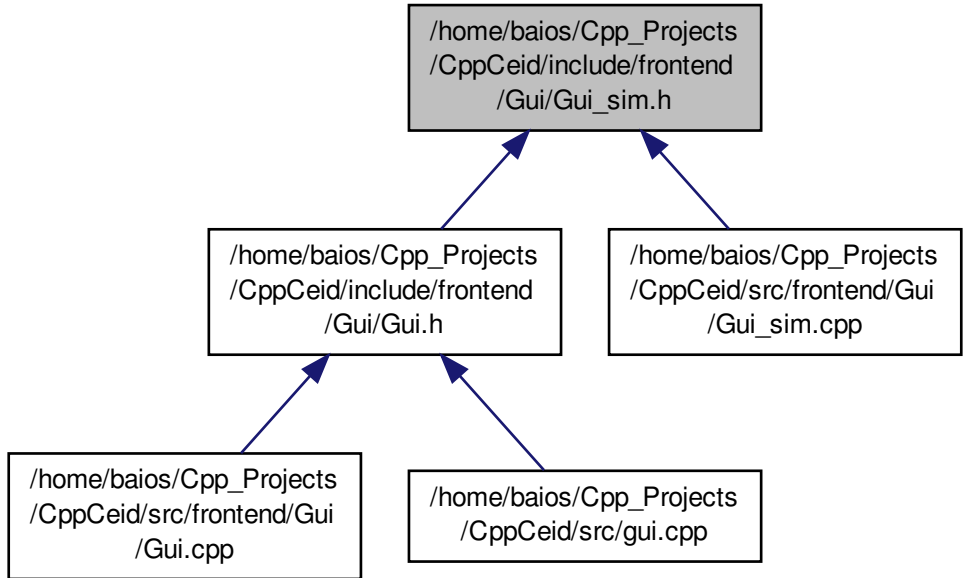 /home/baios/Cpp_Projects
/CppCeid/include/frontend
/Gui/Gui_sim.h
/home/baios/Cpp_Projects
/CppCeid/include/frontend
/Gui/Gui.h
/home/baios/Cpp_Projects
/CppCeid/src/frontend/Gui
/Gui_sim.cpp
/home/baios/Cpp_Projects
/CppCeid/src/frontend/Gui
/Gui.cpp
/home/baios/Cpp_Projects
/CppCeid/src/gui.cpp